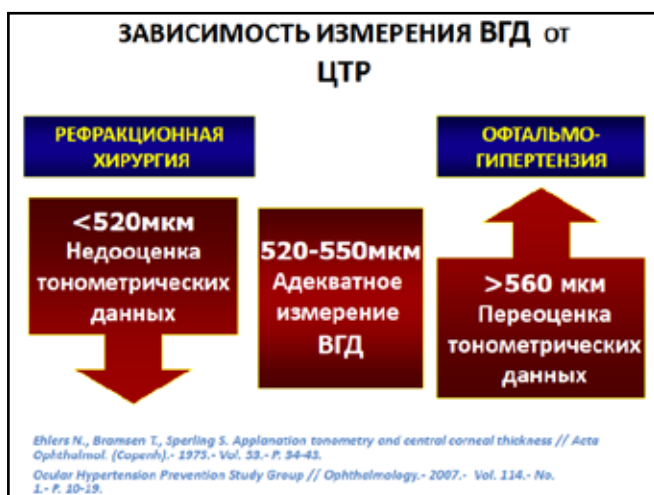 ЗАВИСИМОСТЬ ИЗМЕРЕНИЯ ВГД от
ЦТР
РЕФРАКЦИОННАЯ
ХИРУРГИЯ
ОФТАЛЬМО-
ГИПЕРТЕНЗИЯ
<520мкм
Недооценка
тонометрических
данных
520-550мкм
Адекватное
измерение
ВГД
>560 мкм
Переоценка
тонометрических
данных
Ehlers N., Bramsen T., Sperling S. Applanation tonometry and central corneal thickness // Acta
Ophthalmol. (Copenh).- 1975.- Vol. 53.- P. 34-43.
Ocular Hypertension Prevention Study Group // Ophthalmology.- 2007.- Vol. 114.- No.
1.- P. 10-19.